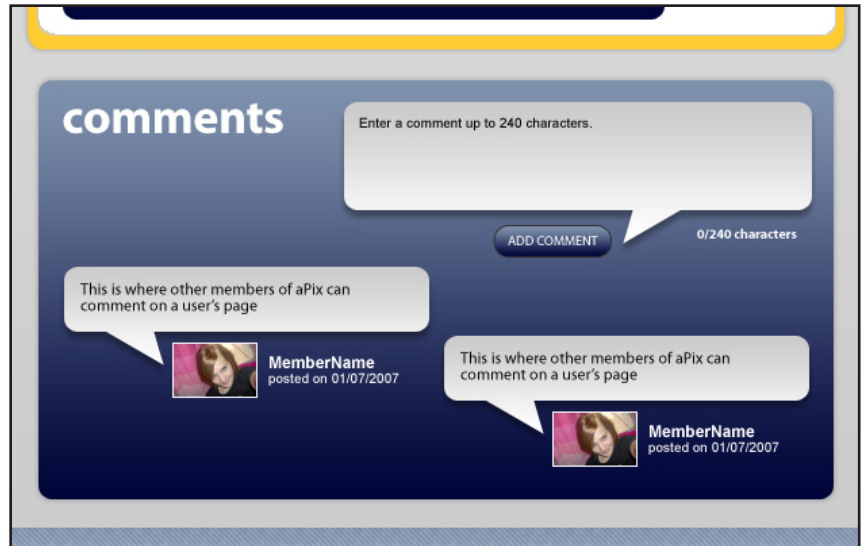 comments
Enter a comment up to 240 characters.
ADD COMMENT
0/240 characters
This is where other members of aPix can
comment on a user's page
MemberName
posted on 01/07/2007
This is where other members of aPix can
comment on a user's page
MemberName
posted on 01/07/2007